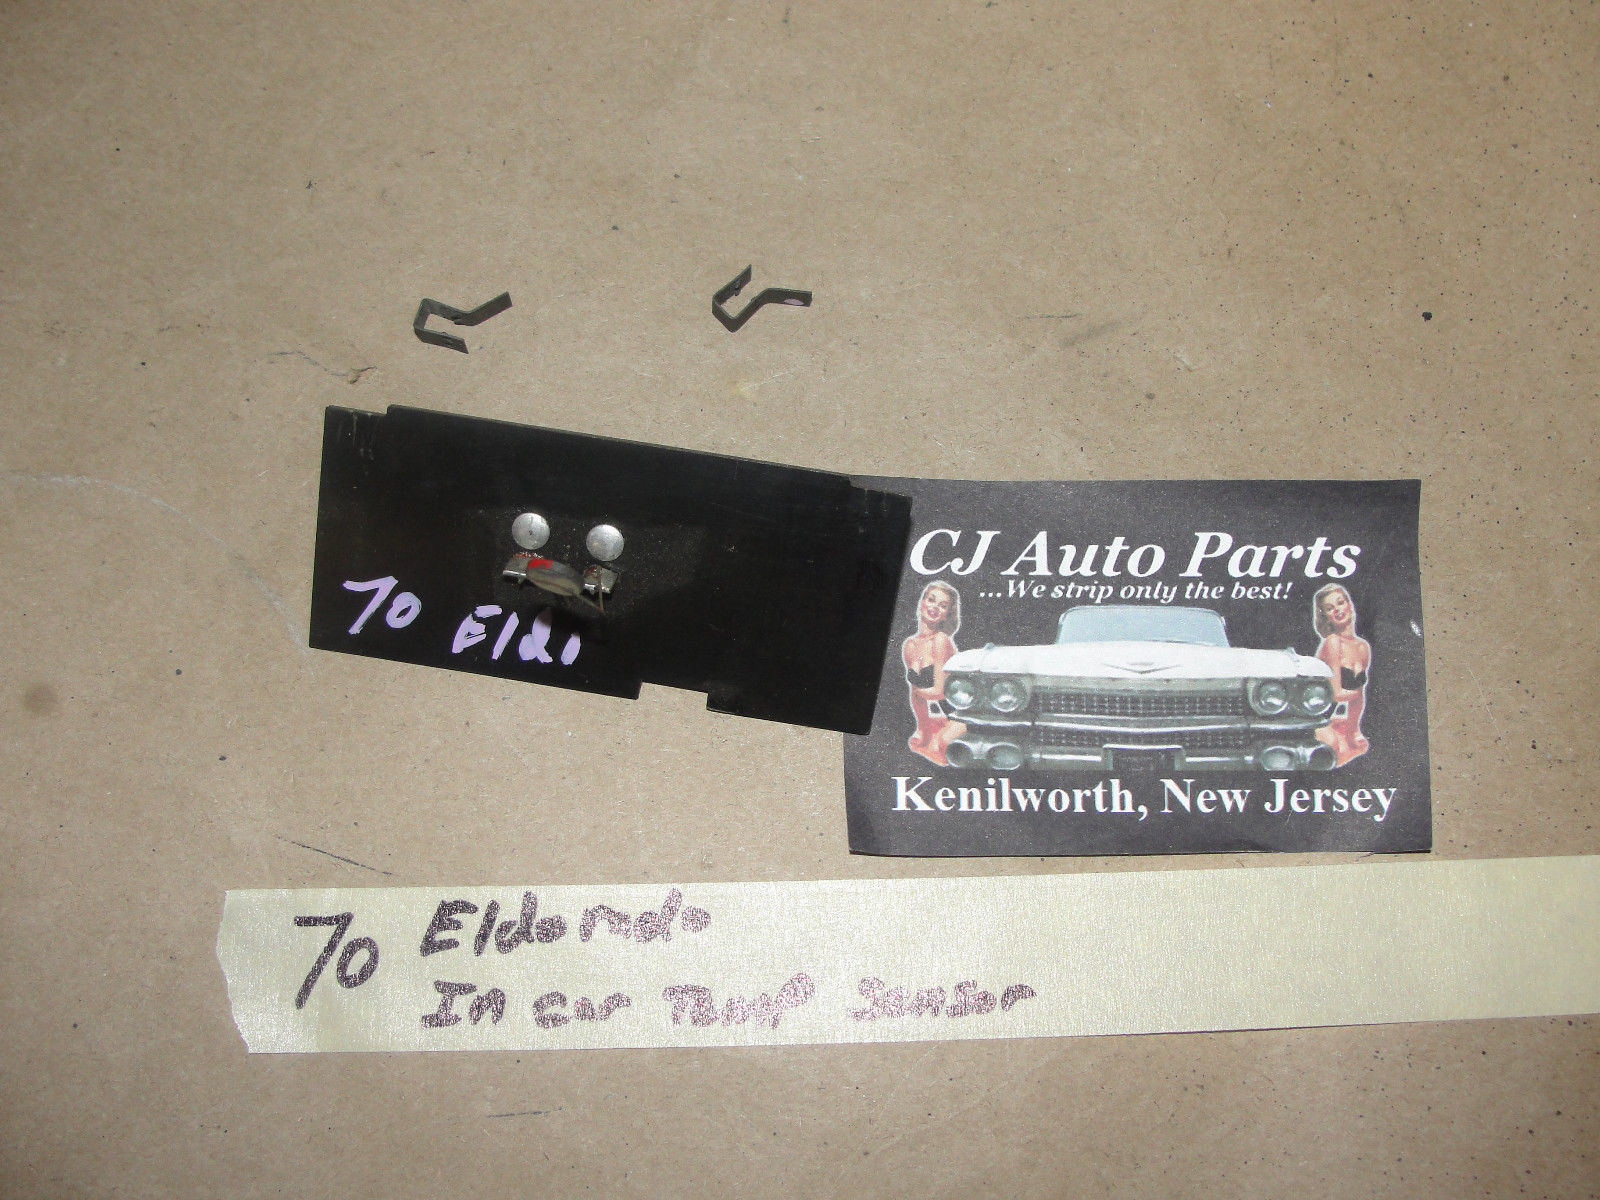 70 Eldo
CJ Auto Parts
...We strip only the best!
Kenilworth, New Jersey
70 Eldorado
In car Temp Sensor